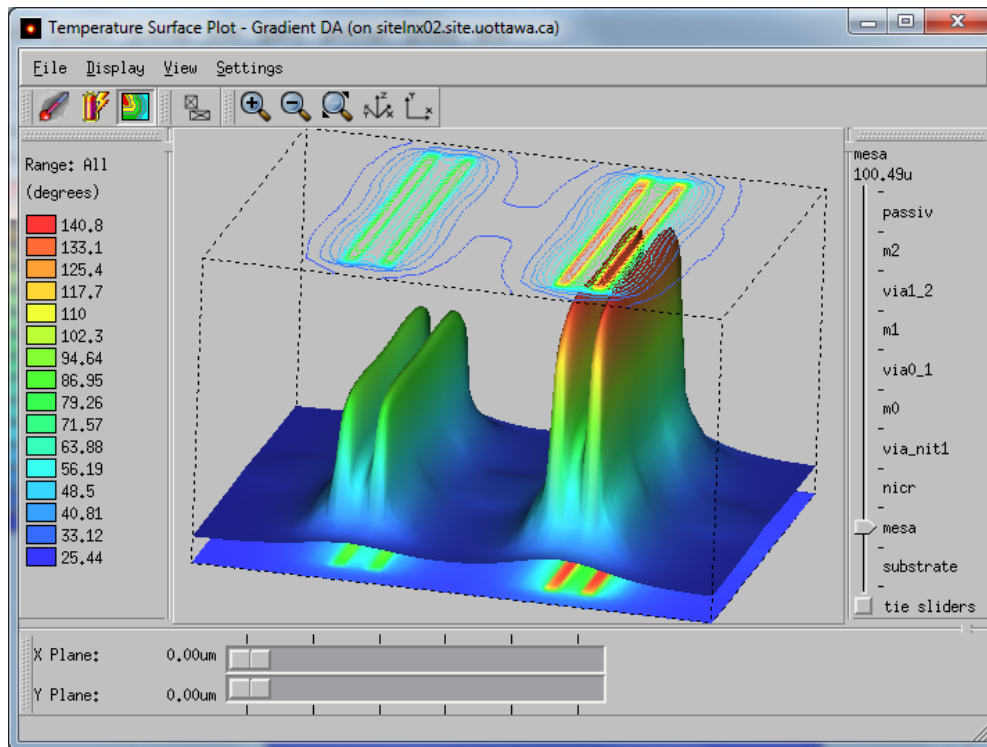 Temperature Surface Plot - Gradient DA (on sitelnx02.site.uottawa.ca)
File Display View Settings
Z
X
Y
X
Range: All
(degrees)
140.8
133.1
125.4
117.7
110
102.3
94.64
86.95
79.26
71.57
63.88
56.19
48.5
40.81
33.12
25.44
mesa
100.49u
passiv
m2
via1_2
m1
via0_1
m0
via_nit1
nicr
mesa
substrate
tie sliders
X Plane: 0.00um
Y Plane: 0.00um